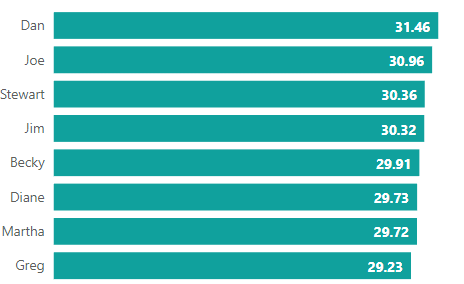 Dan 31.46
Joe 30.96
Stewart 30.36
Jim 30.32
Becky 29.91
Diane 29.73
Martha 29.72
Greg 29.23